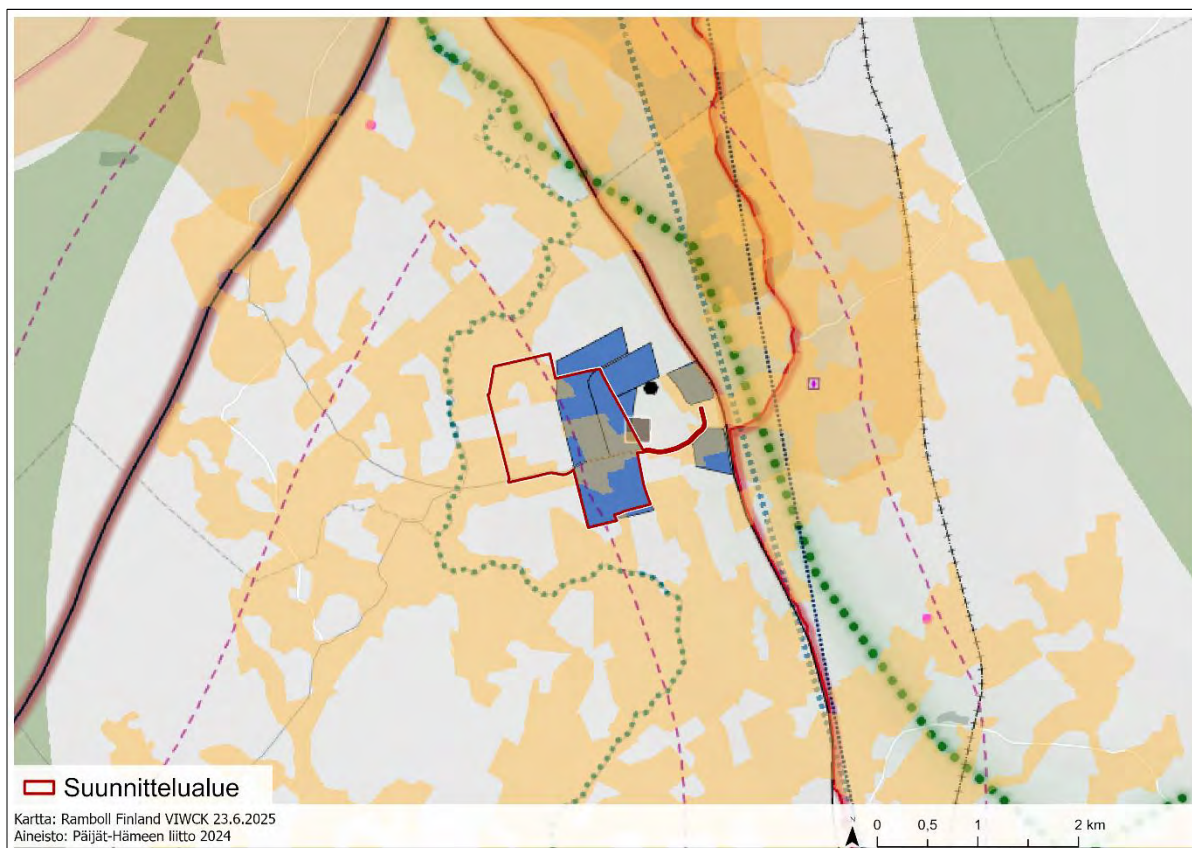 Suunnittelualue
Kartta: Ramboll Finland VIWCK 23.6.2025
Aineisto: Päijät-Hämeen liitto 2024
0 0,5 1 2 km